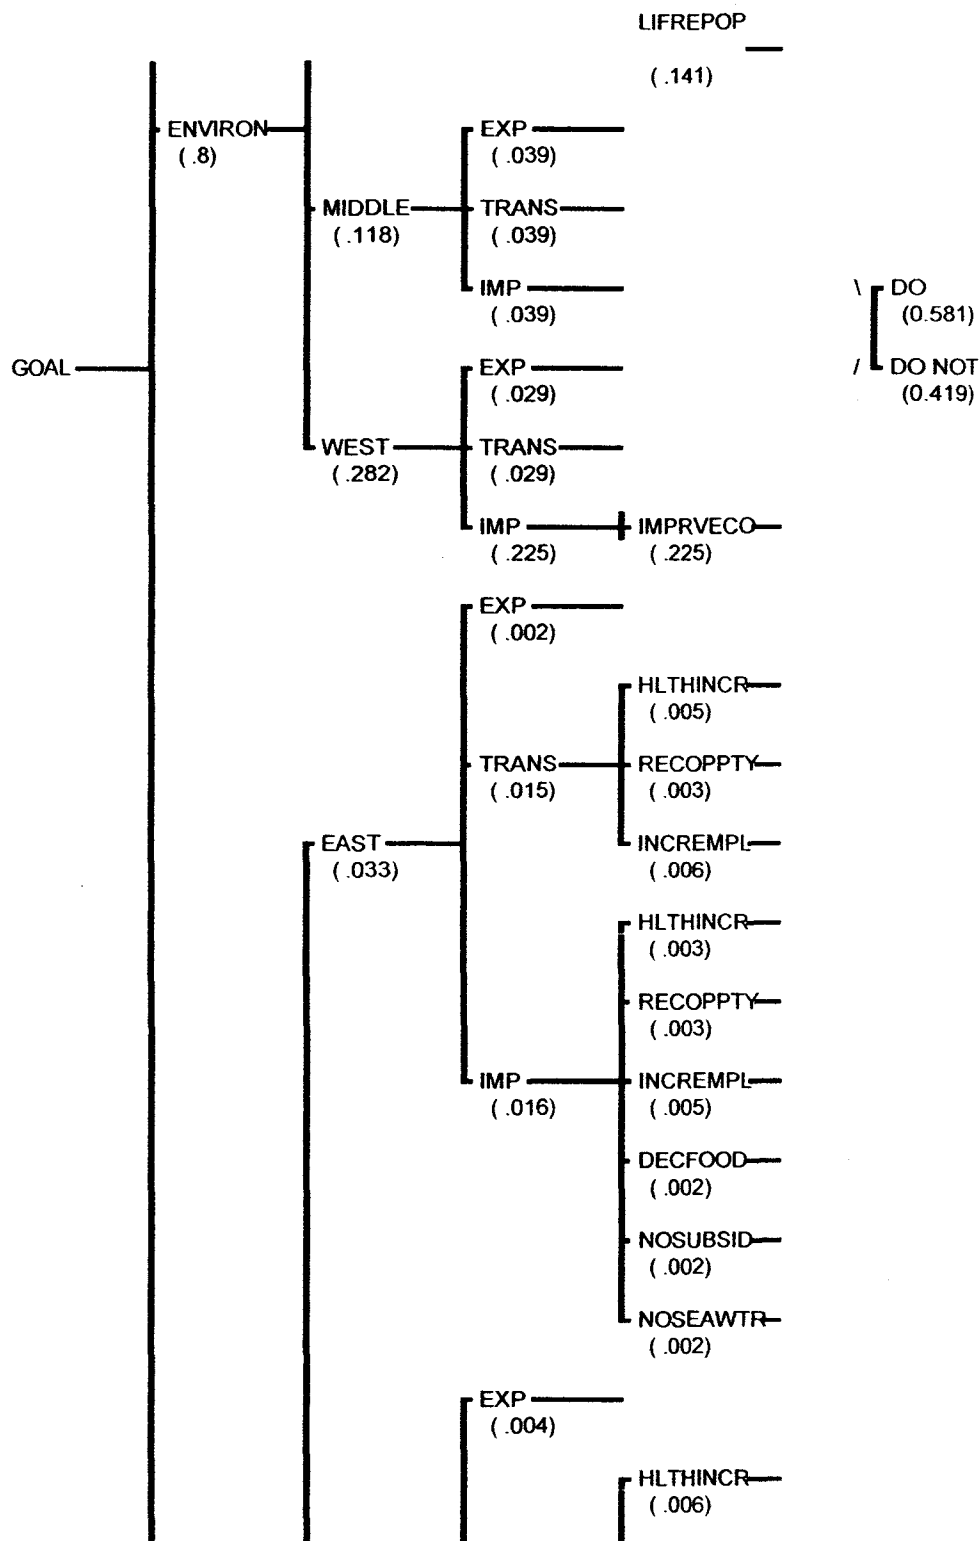 LIFREPOP
( .141)
ENVIRON
( .8)
EXP
( .039)
MIDDLE
( .118)
TRANS
( .039)
IMP
( .039)
\ DO
(0.581)
GOAL
EXP
( .029)
/ DO NOT
(0.419)
WEST
( .282)
TRANS
( .029)
IMP
( .225)
IMPRVECO
( .225)
EXP
( .002)
HLTHINCR
( .005)
TRANS
( .015)
RECOPPTY
( .003)
EAST
( .033)
INCREMPL
( .006)
HLTHINCR
( .003)
RECOPPTY
( .003)
IMP
( .016)
INCREMPL
( .005)
DECFOOD
( .002)
NOSUBSID
( .002)
NOSEAWTR
( .002)
EXP
( .004)
HLTHINCR
( .006)